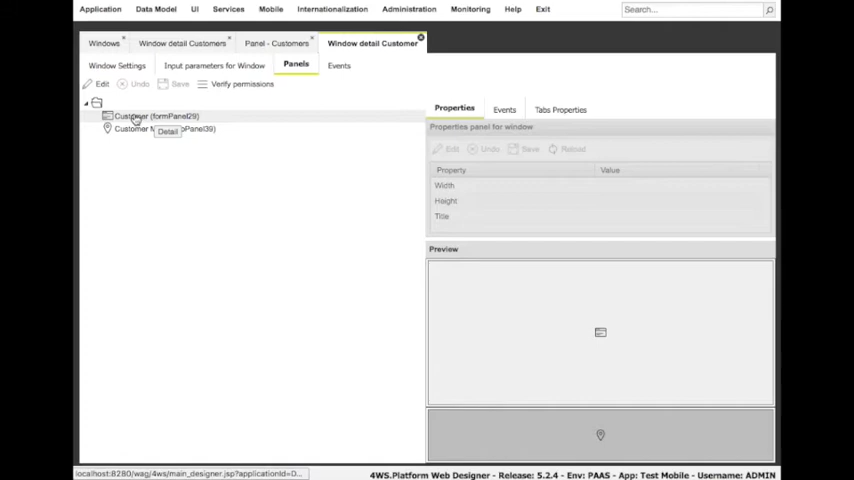 Application Data Model UI Services Mobile Internationalization Administration Monitoring Help Exit Search...
Windows Window detail Customers Panel - Customers Window detail Customer
Window Settings Input parameters for Window Panels Events
Edit Undo Save Verify permissions
Customer (formPanel29)
Customer M Panel39)
Detail
Properties Events Tabs Properties
Properties panel for window
Edit Undo Save Reload
Property Value
Width
Height
Title
Preview
localhost:8280/wag/4ws/main_designer.jsp?applicationId=D...
4WS.Platform Web Designer - Release: 5.2.4 - Env: PAAS - App: Test Mobile - Username: ADMIN